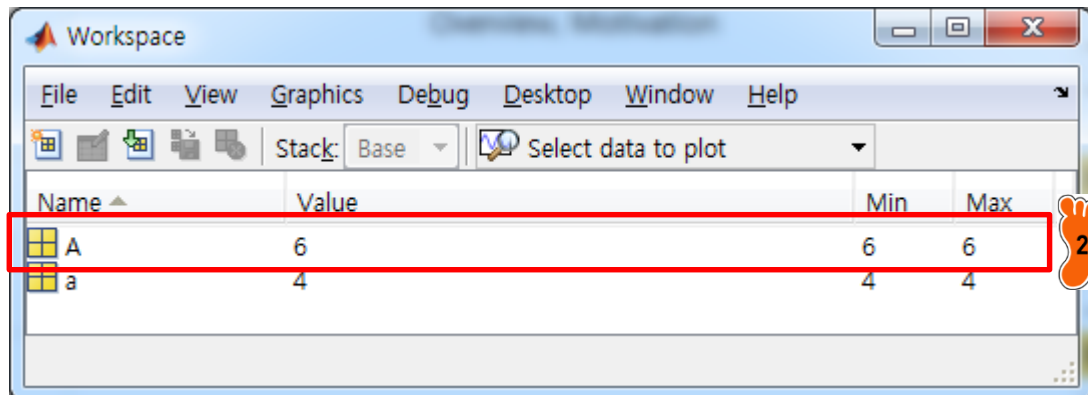 Workspace
File Edit View Graphics Debug Desktop Window Help
Stack: Base Select data to plot
Name Value Min Max
A 6 6 6
2
a 4 4 4